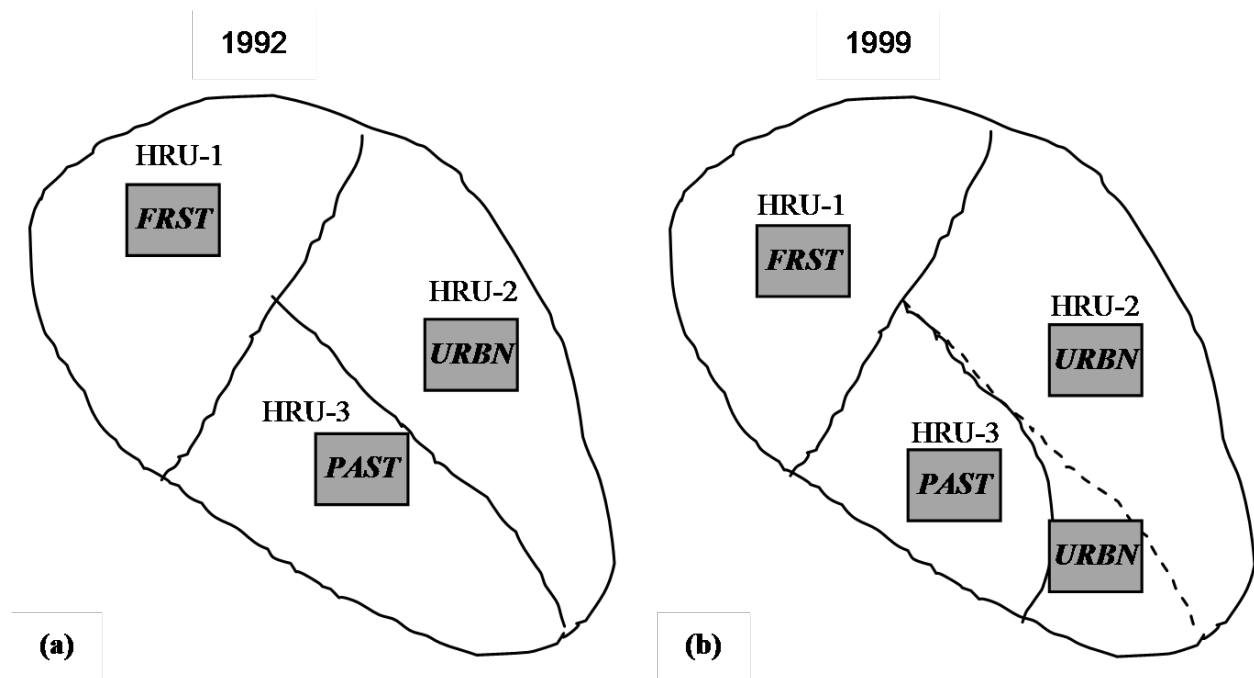 1992
HRU-1
FRST
HRU-2
URBN
HRU-3
PAST
(a)
1999
HRU-1
FRST
HRU-2
URBN
HRU-3
PAST
URBN
(b)